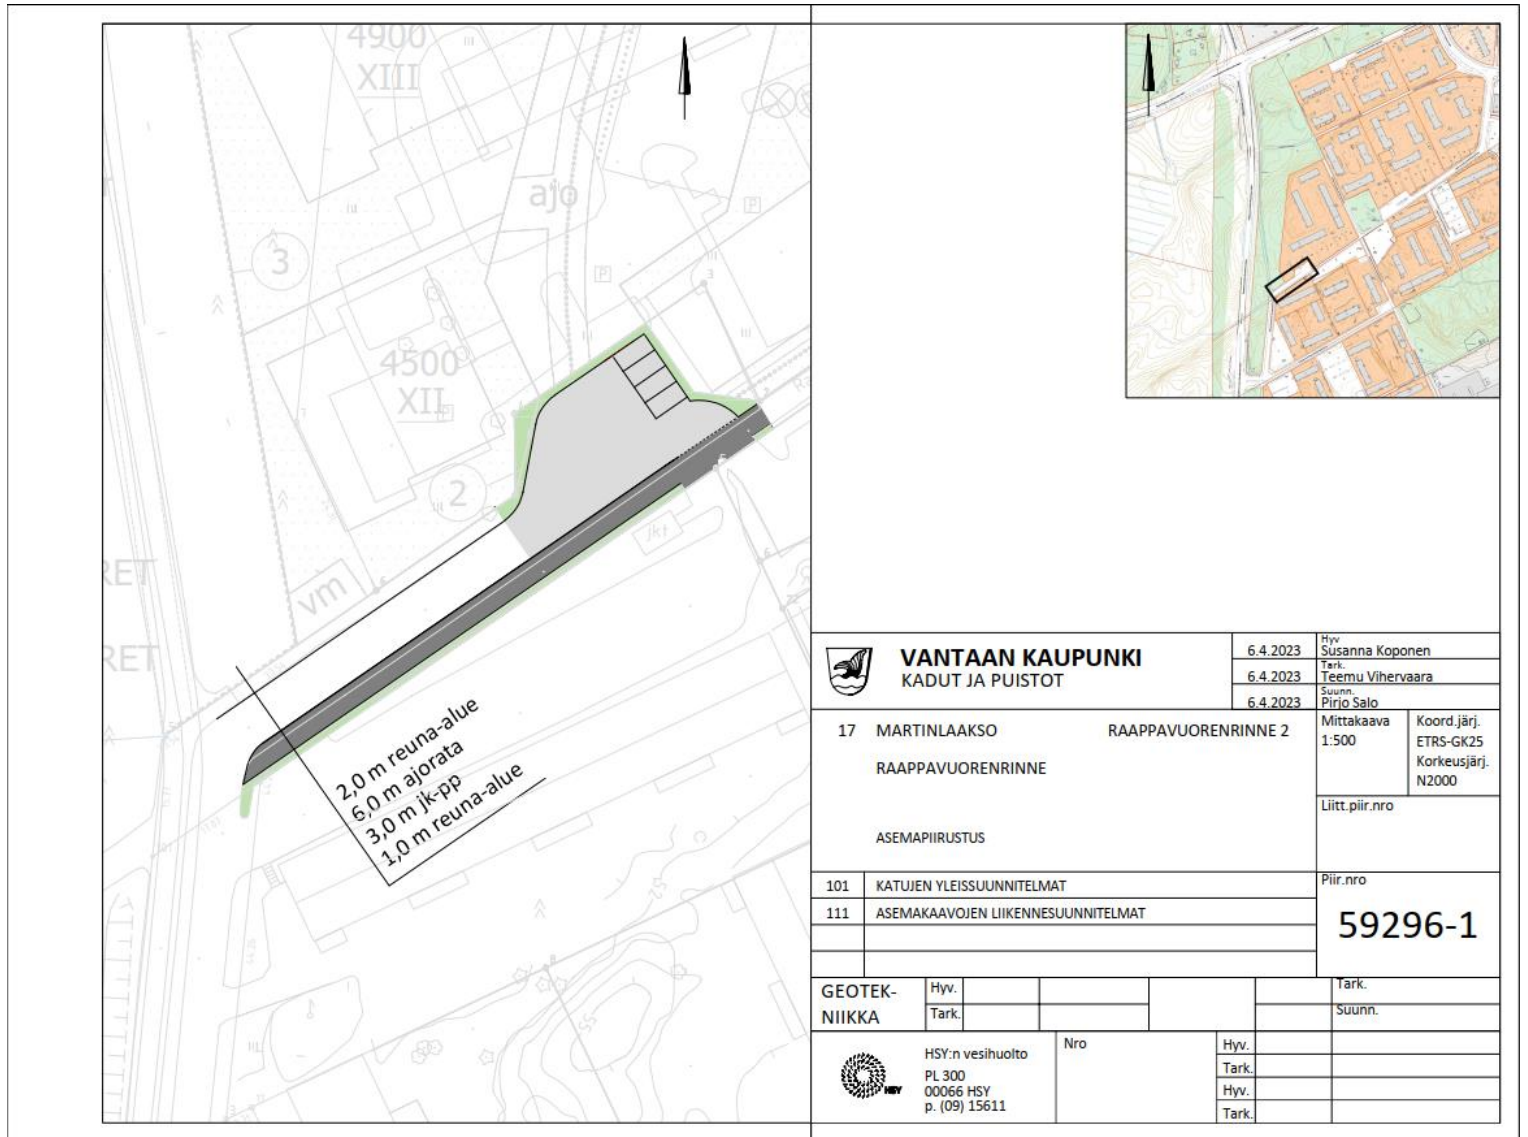 4900
XIII
ajo
P
3
P
3
4500
XII
P
2
jkt
RET
vm
6
RET
2,0 m reuna-alue
6,0 m ajorata
3,0 m jk-pp
1,0 m reuna-alue
VANTAAN KAUPUNKI
KADUT JA PUISTOT
6.4.2023 Hyv Susanna Koponen
6.4.2023 Tark. Teemu Vihervaara
6.4.2023 Suunn. Pirjo Salo
17 MARTINLAAKSO RAAPPAVUORENRINNE 2
RAAPPAVUORENRINNE
ASEMAPIIRUSTUS
Mittakaava
1:500
Koord.järj.
ETRS-GK25
Korkeusjärj.
N2000
Liitt.piir.nro
101 KATUJEN YLEISSUUNNITELMAT
111 ASEMAKAAVOJEN LIIKENNESUUNNITELMAT
Piir.nro
59296-1
GEOTEK-
NIIKKA
Hyv.
Tark.
Tark.
Suunn.
HSY
HSY:n vesihuolto
PL 300
00066 HSY
p. (09) 15611
Nro
Hyv.
Tark.
Hyv.
Tark.